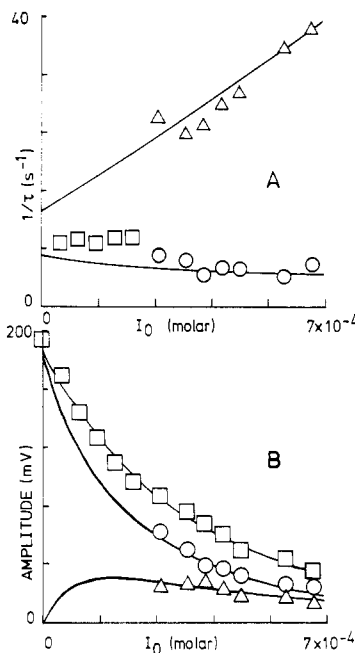 40
1/τ (s⁻¹)
A
0
0
I₀ (molar)
7×10⁻⁴
200
AMPLITUDE (mV)
B
0
0
I₀ (molar)
7×10⁻⁴